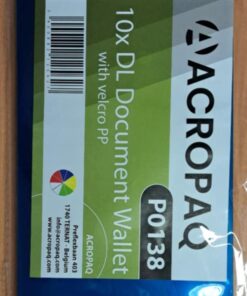 ACROPAQ
10x DL Document Wallet
with velcro PP
P0138
ACROPAQ
Preflexbaan 403
1740 TERNAT - Belgium
info@acropaq.com
www.acropaq.com